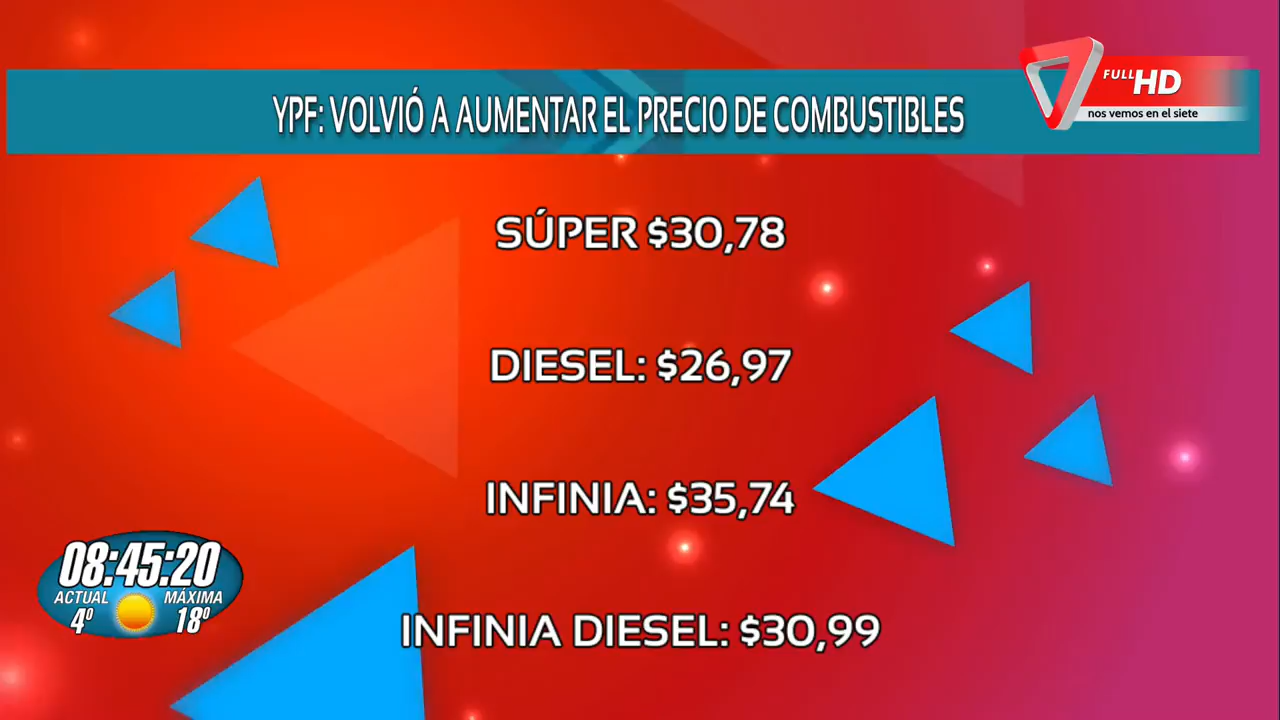 YPF: VOLVIÓ A AUMENTAR EL PRECIO DE COMBUSTIBLES
FULL HD
nos vemos en el siete
SÚPER $30,78
DIESEL: $26,97
INFINIA: $35,74
INFINIA DIESEL: $30,99
08:45:20
ACTUAL MÁXIMA
4º 18º